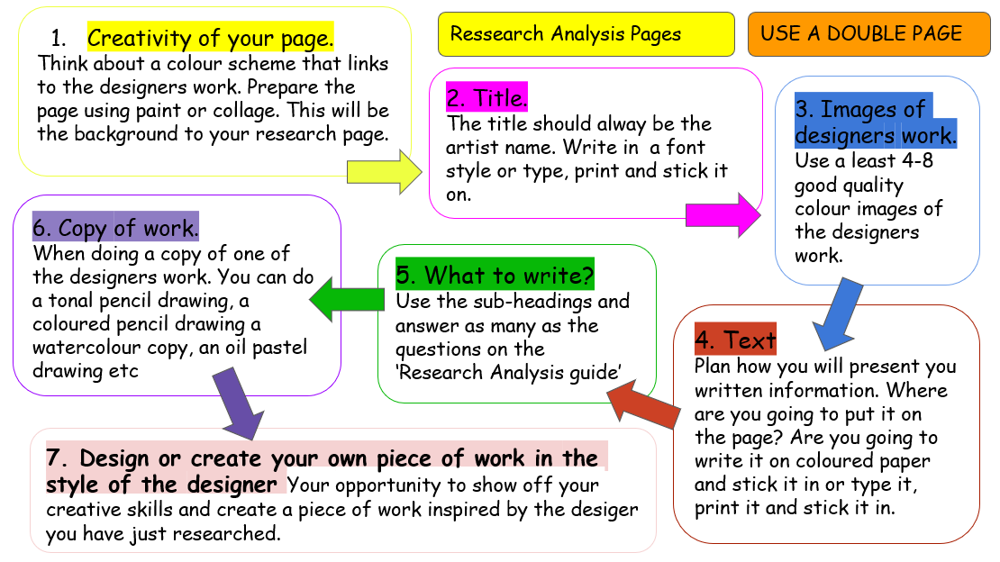 Ressearch Analysis Pages
USE A DOUBLE PAGE
1. Creativity of your page.
Think about a colour scheme that links
to the designers work. Prepare the
page using paint or collage. This will be
the background to your research page.
2. Title.
The title should alway be the
artist name. Write in a font
style or type, print and stick it
on.
3. Images of
designers work.
Use a least 4-8
good quality
colour images of
the designers
work.
4. Text
Plan how you will present you
written information. Where
are you going to put it on
the page? Are you going to
write it on coloured paper
and stick it in or type it,
print it and stick it in.
5. What to write?
Use the sub-headings and
answer as many as the
questions on the
‘Research Analysis guide’
6. Copy of work.
When doing a copy of one of
the designers work. You can do
a tonal pencil drawing, a
coloured pencil drawing a
watercolour copy, an oil pastel
drawing etc
7. Design or create your own piece of work in the
style of the designer Your opportunity to show off your
creative skills and create a piece of work inspired by the desiger
you have just researched.